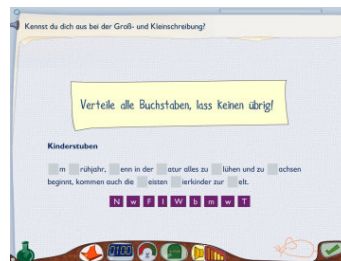 Kennst du dich aus bei der Groß- und Kleinschreibung?
Verteile alle Buchstaben, lass keinen übrig!
Kinderstuben
m rühjahr, enn in der atur alles zu lühen und zu achsen
beginnt, kommen auch die eisten ierkinder zur elt.
N w F I W b m w T